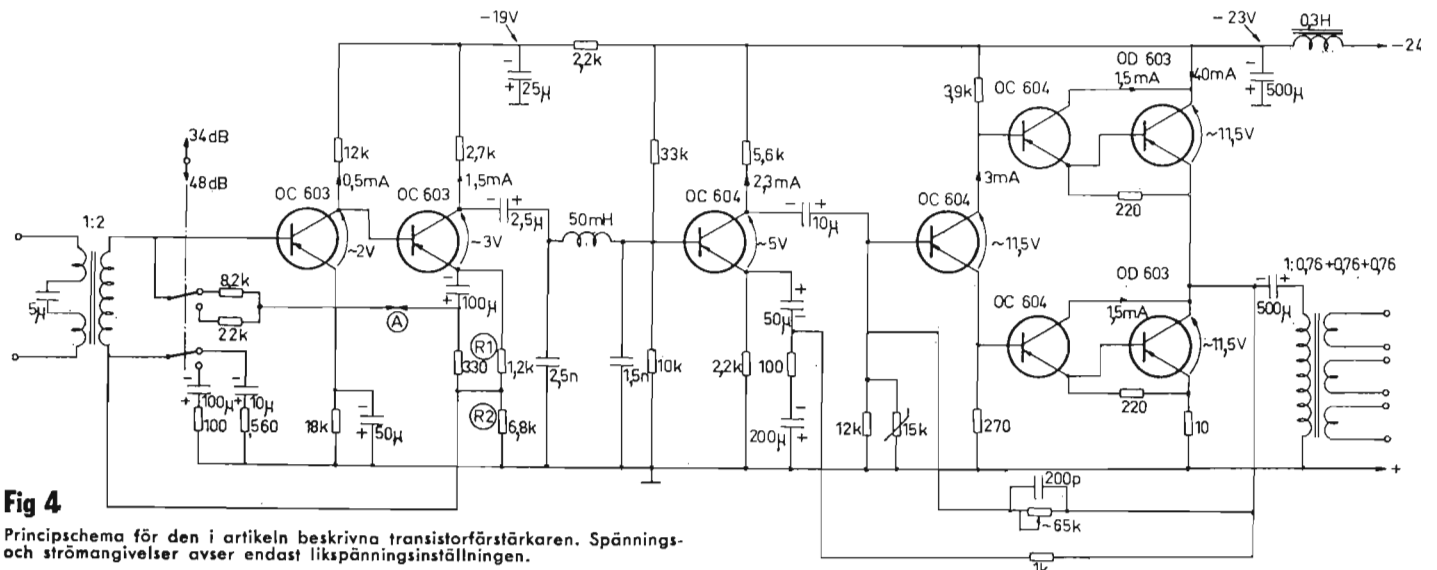 -19V
-23V
0,3H
-24
2,2k
25µ
OD 603
1,5mA
40mA
500µ
3,9k
OC 604
~11,5V
34dB
48dB
12k
2,7k
33k
5,6k
0,5mA
1,5mA
2,3mA
3mA
OC 603
OC 603
OC 604
OC 604
2,5µ
50mH
10µ
220
1:2
~2V
~3V
~5V
~11,5V
1:0,76+0,76+0,76
OD 603
OC 604
1,5mA
500µ
~11,5V
8,2k
22k
5µ
A
100µ
50µ
R1
330
1,2k
2,5n
1,5n
10k
2,2k
100
220
100µ
10µ
100
560
18k
50µ
R2
6,8k
200µ
12k
15k
270
10
+
200p
~65k
1k
Fig 4
Principschema för den i artikeln beskrivna transistorförstärkaren. Spännings-
och strömangivelser avser endast likspänningsinställningen.